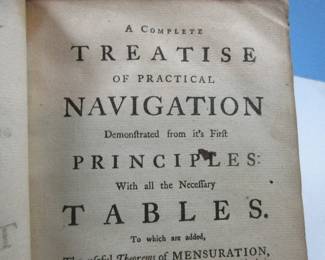 A COMPLETE
TREATISE
OF PRACTICAL
NAVIGATION
Demonſtrated from it's Firſt
PRINCIPLES:
With all the Neceſſary
TABLES.
To which are added,
uſeful Theorems of MENSURATION,